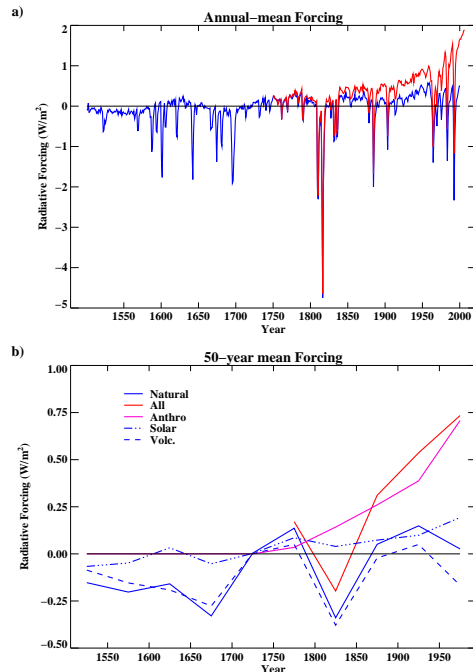 a)
Annual-mean Forcing
Radiative Forcing (W/m²)
2
1
0
-1
-2
-3
-4
-5
1550 1600 1650 1700 1750 1800 1850 1900 1950 2000
Year
b)
50-year mean Forcing
Radiative Forcing (W/m²)
1.00
0.75
0.50
0.25
0.00
-0.25
-0.50
Natural
All
Anthro
Solar
Volc.
1550 1600 1650 1700 1750 1800 1850 1900 1950
Year